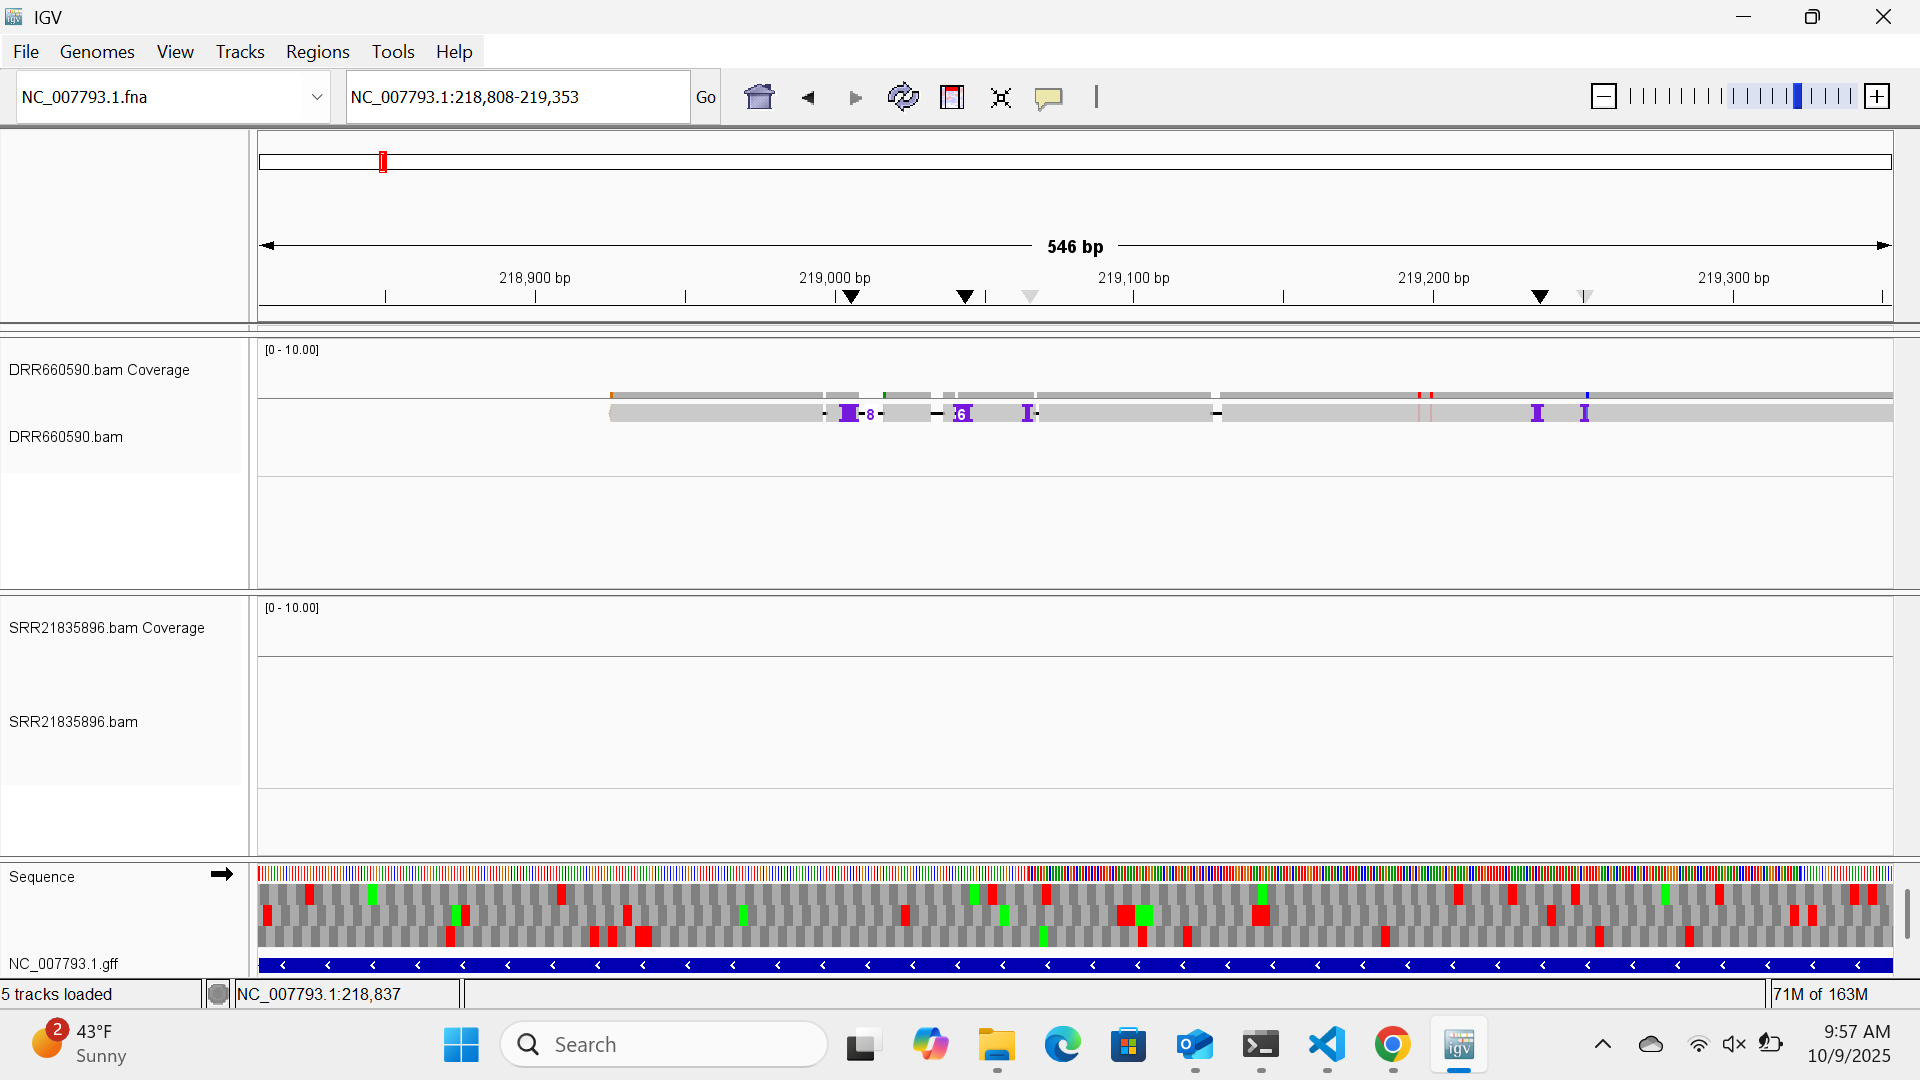 IGV
File Genomes View Tracks Regions Tools Help
NC_007793.1.fna NC_007793.1:218,808-219,353 Go
546 bp
218,900 bp 219,000 bp 219,100 bp 219,200 bp 219,300 bp
[0 - 10.00]
DRR660590.bam Coverage
8 6
DRR660590.bam
[0 - 10.00]
SRR21835896.bam Coverage
SRR21835896.bam
Sequence
NC_007793.1.gff
5 tracks loaded NC_007793.1:218,837 71M of 163M
2 43°F
Sunny
Search
igv
9:57 AM
10/9/2025